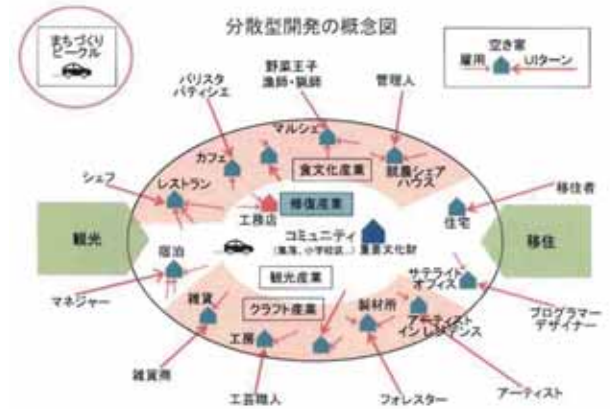 分散型開発の概念図
まちづくり
ビークル
空き家
雇用
UIターン
バリスタ
パティシエ
野菜王子
漁師・猟師
管理人
マルシェ
カフェ
食文化産業
就農シェア
ハウス
シェフ
レストラン
工務店
修復産業
移住者
住宅
観光
コミュニティ
(集落、小学校区...)
重要文化財
移住
宿泊
観光産業
サテライト
オフィス
マネジャー
雑貨
クラフト産業
製材所
アーティスト
イン レジデンス
プログラマー
デザイナー
工房
雑貨商
工芸職人
フォレスター
アーティスト